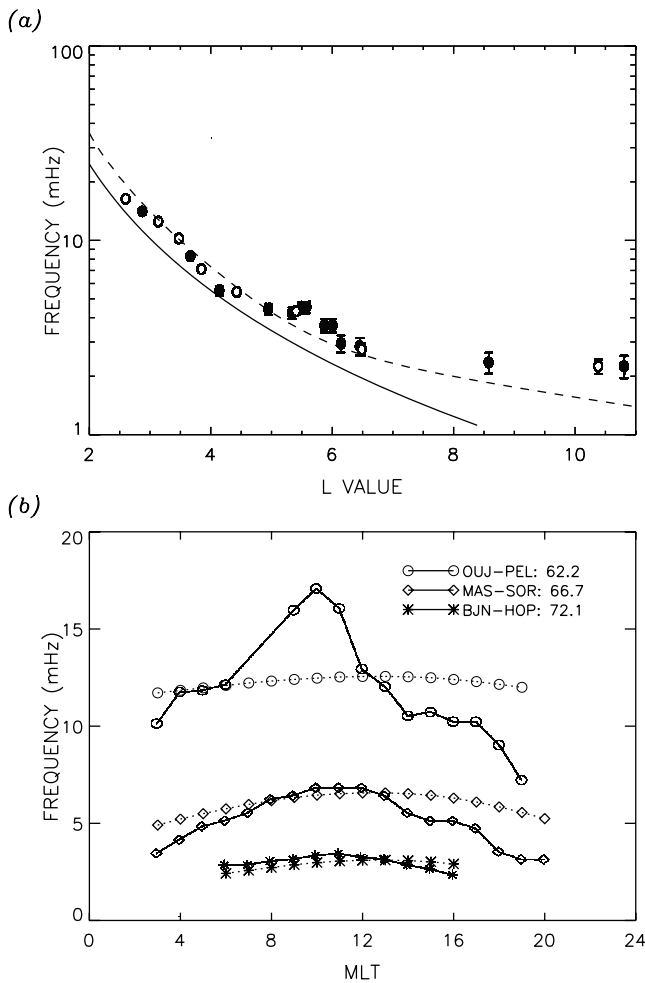 (a)
100
10
1
FREQUENCY (mHz)
2 4 6 8 10
L VALUE
(b)
20
15
10
5
0
FREQUENCY (mHz)
OUJ-PEL: 62.2
MAS-SOR: 66.7
BJN-HOP: 72.1
0 4 8 12 16 20 24
MLT